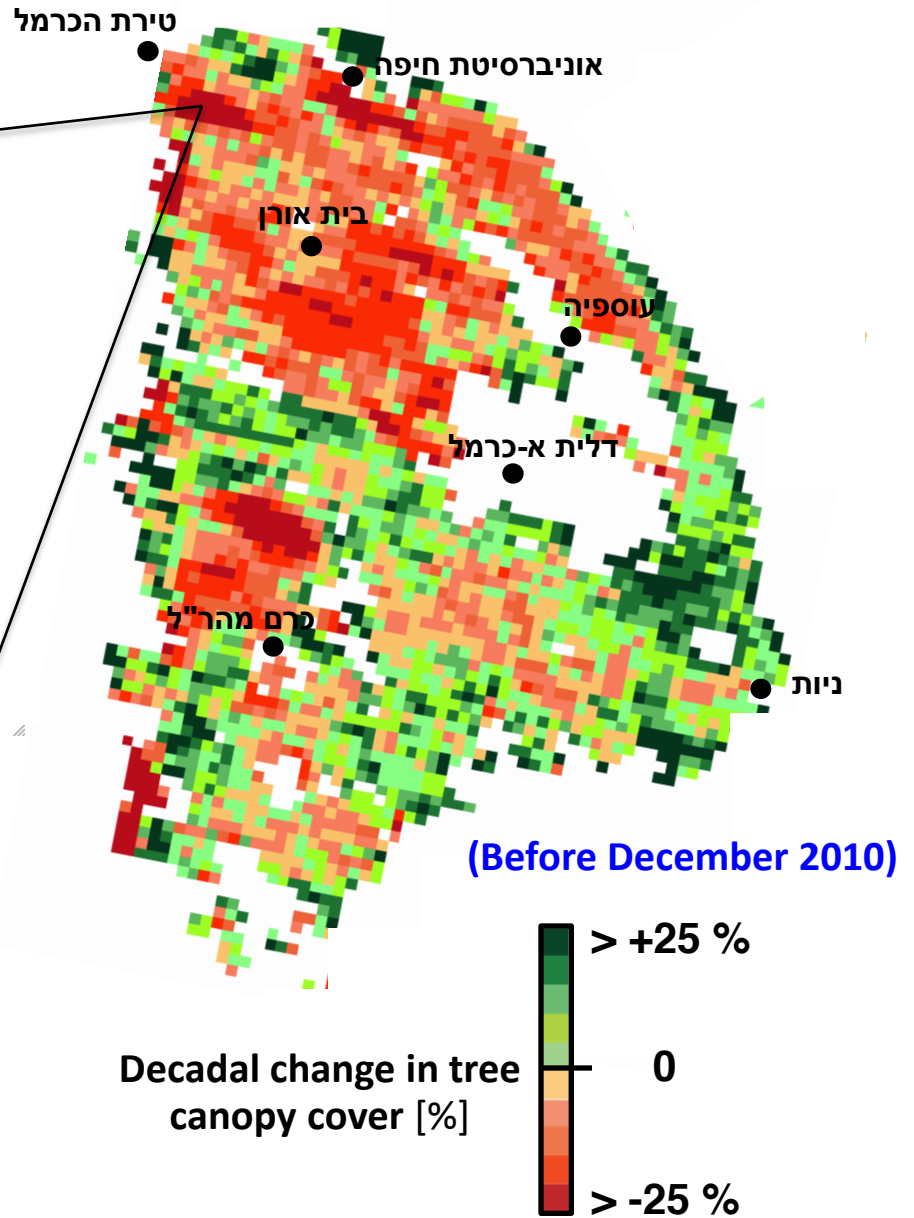 טירת הכרמל
אוניברסיטת חיפה
בית אורן
עוספיה
דלית א-כרמל
כרם מהר"ל
ניות
(Before December 2010)
> +25 %
Decadal change in tree
0
canopy cover [%]
> -25 %